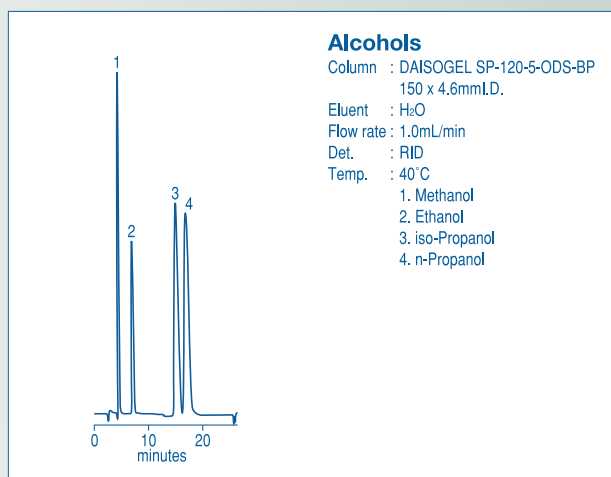 Alcohols
Column : DAISOGEL SP-120-5-ODS-BP
150 x 4.6mmI.D.
Eluent : H₂O
Flow rate : 1.0mL/min
Det. : RID
Temp. : 40˚C
1. Methanol
2. Ethanol
3. iso-Propanol
4. n-Propanol
1
2
3
4
0 10 20
minutes